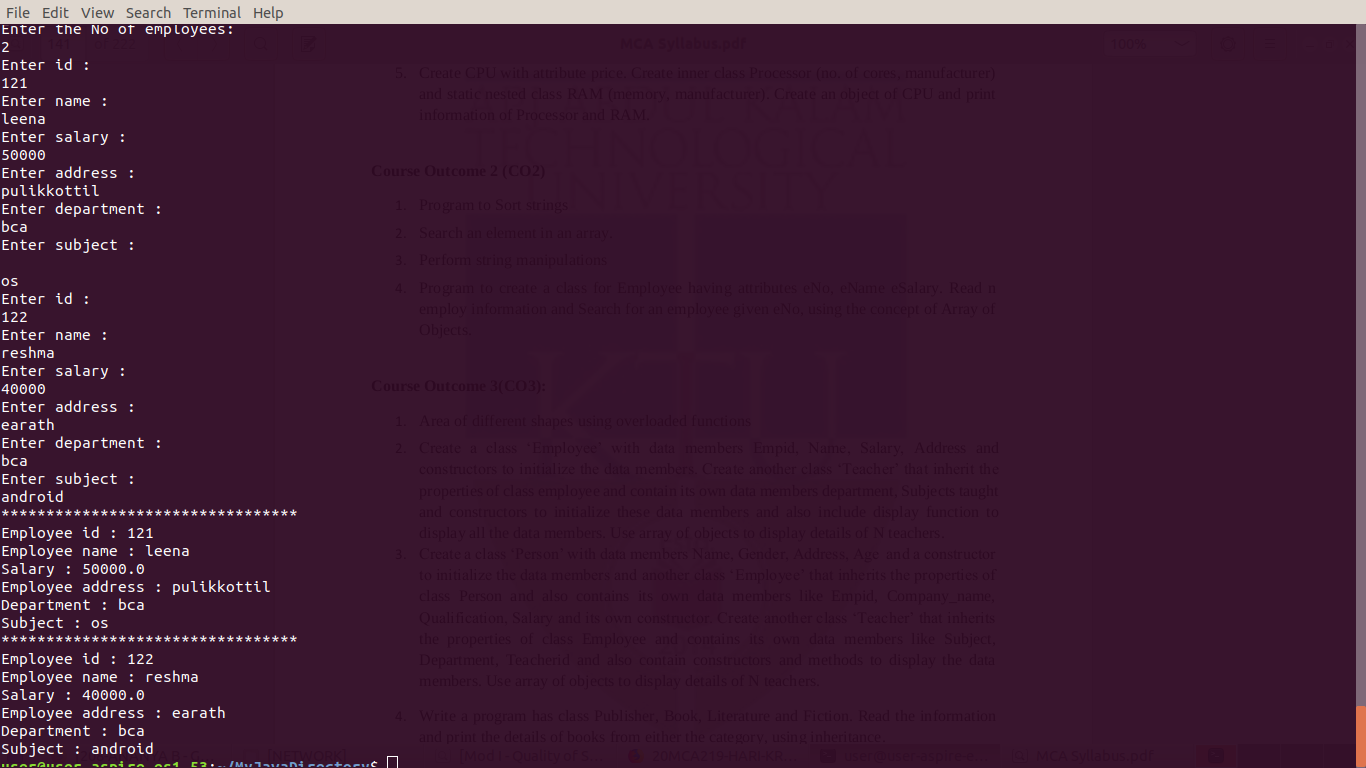 File Edit View Search Terminal Help
Enter the No of employees:
2
Enter id :
121
Enter name :
leena
Enter salary :
50000
Enter address :
pulikkottil
Enter department :
bca
Enter subject :
os
Enter id :
122
Enter name :
reshma
Enter salary :
40000
Enter address :
earath
Enter department :
bca
Enter subject :
android
*********************************
Employee id : 121
Employee name : leena
Salary : 50000.0
Employee address : pulikkottil
Department : bca
Subject : os
*********************************
Employee id : 122
Employee name : reshma
Salary : 40000.0
Employee address : earath
Department : bca
Subject : android
user@user-aspire-es1-53:~/MyJavaDirectory$
MCA Syllabus.pdf
100%
5. Create CPU with attribute price. Create inner class Processor (no. of cores, manufacturer)
and static nested class RAM (memory, manufacturer). Create an object of CPU and print
information of Processor and RAM.
TECHNOLOGICAL
UNIVERSITY
Course Outcome 2 (CO2)
1. Program to Sort strings
2. Search an element in an array.
3. Perform string manipulations
4. Program to create a class for Employee having attributes eNo, eName eSalary. Read n
employ information and Search for an employee given eNo, using the concept of Array of
Objects.
Course Outcome 3(CO3):
1. Area of different shapes using overloaded functions
2. Create a class ‘Employee’ with data members Empid, Name, Salary, Address and
constructors to initialize the data members. Create another class ‘Teacher’ that inherit the
properties of class employee and contain its own data members department, Subjects taught
and constructors to initialize these data members and also include display function to
display all the data members. Use array of objects to display details of N teachers.
3. Create a class ‘Person’ with data members Name, Gender, Address, Age and a constructor
to initialize the data members and another class ‘Employee’ that inherits the properties of
class Person and also contains its own data members like Empid, Company_name,
Qualification, Salary and its own constructor. Create another class ‘Teacher’ that inherits
the properties of class Employee and contains its own data members like Subject,
Department, Teacherid and also contain constructors and methods to display the data
members. Use array of objects to display details of N teachers.
4. Write a program has class Publisher, Book, Literature and Fiction. Read the information
and print the details of books from either the category, using inheritance.
MCA Syllabus.pdf